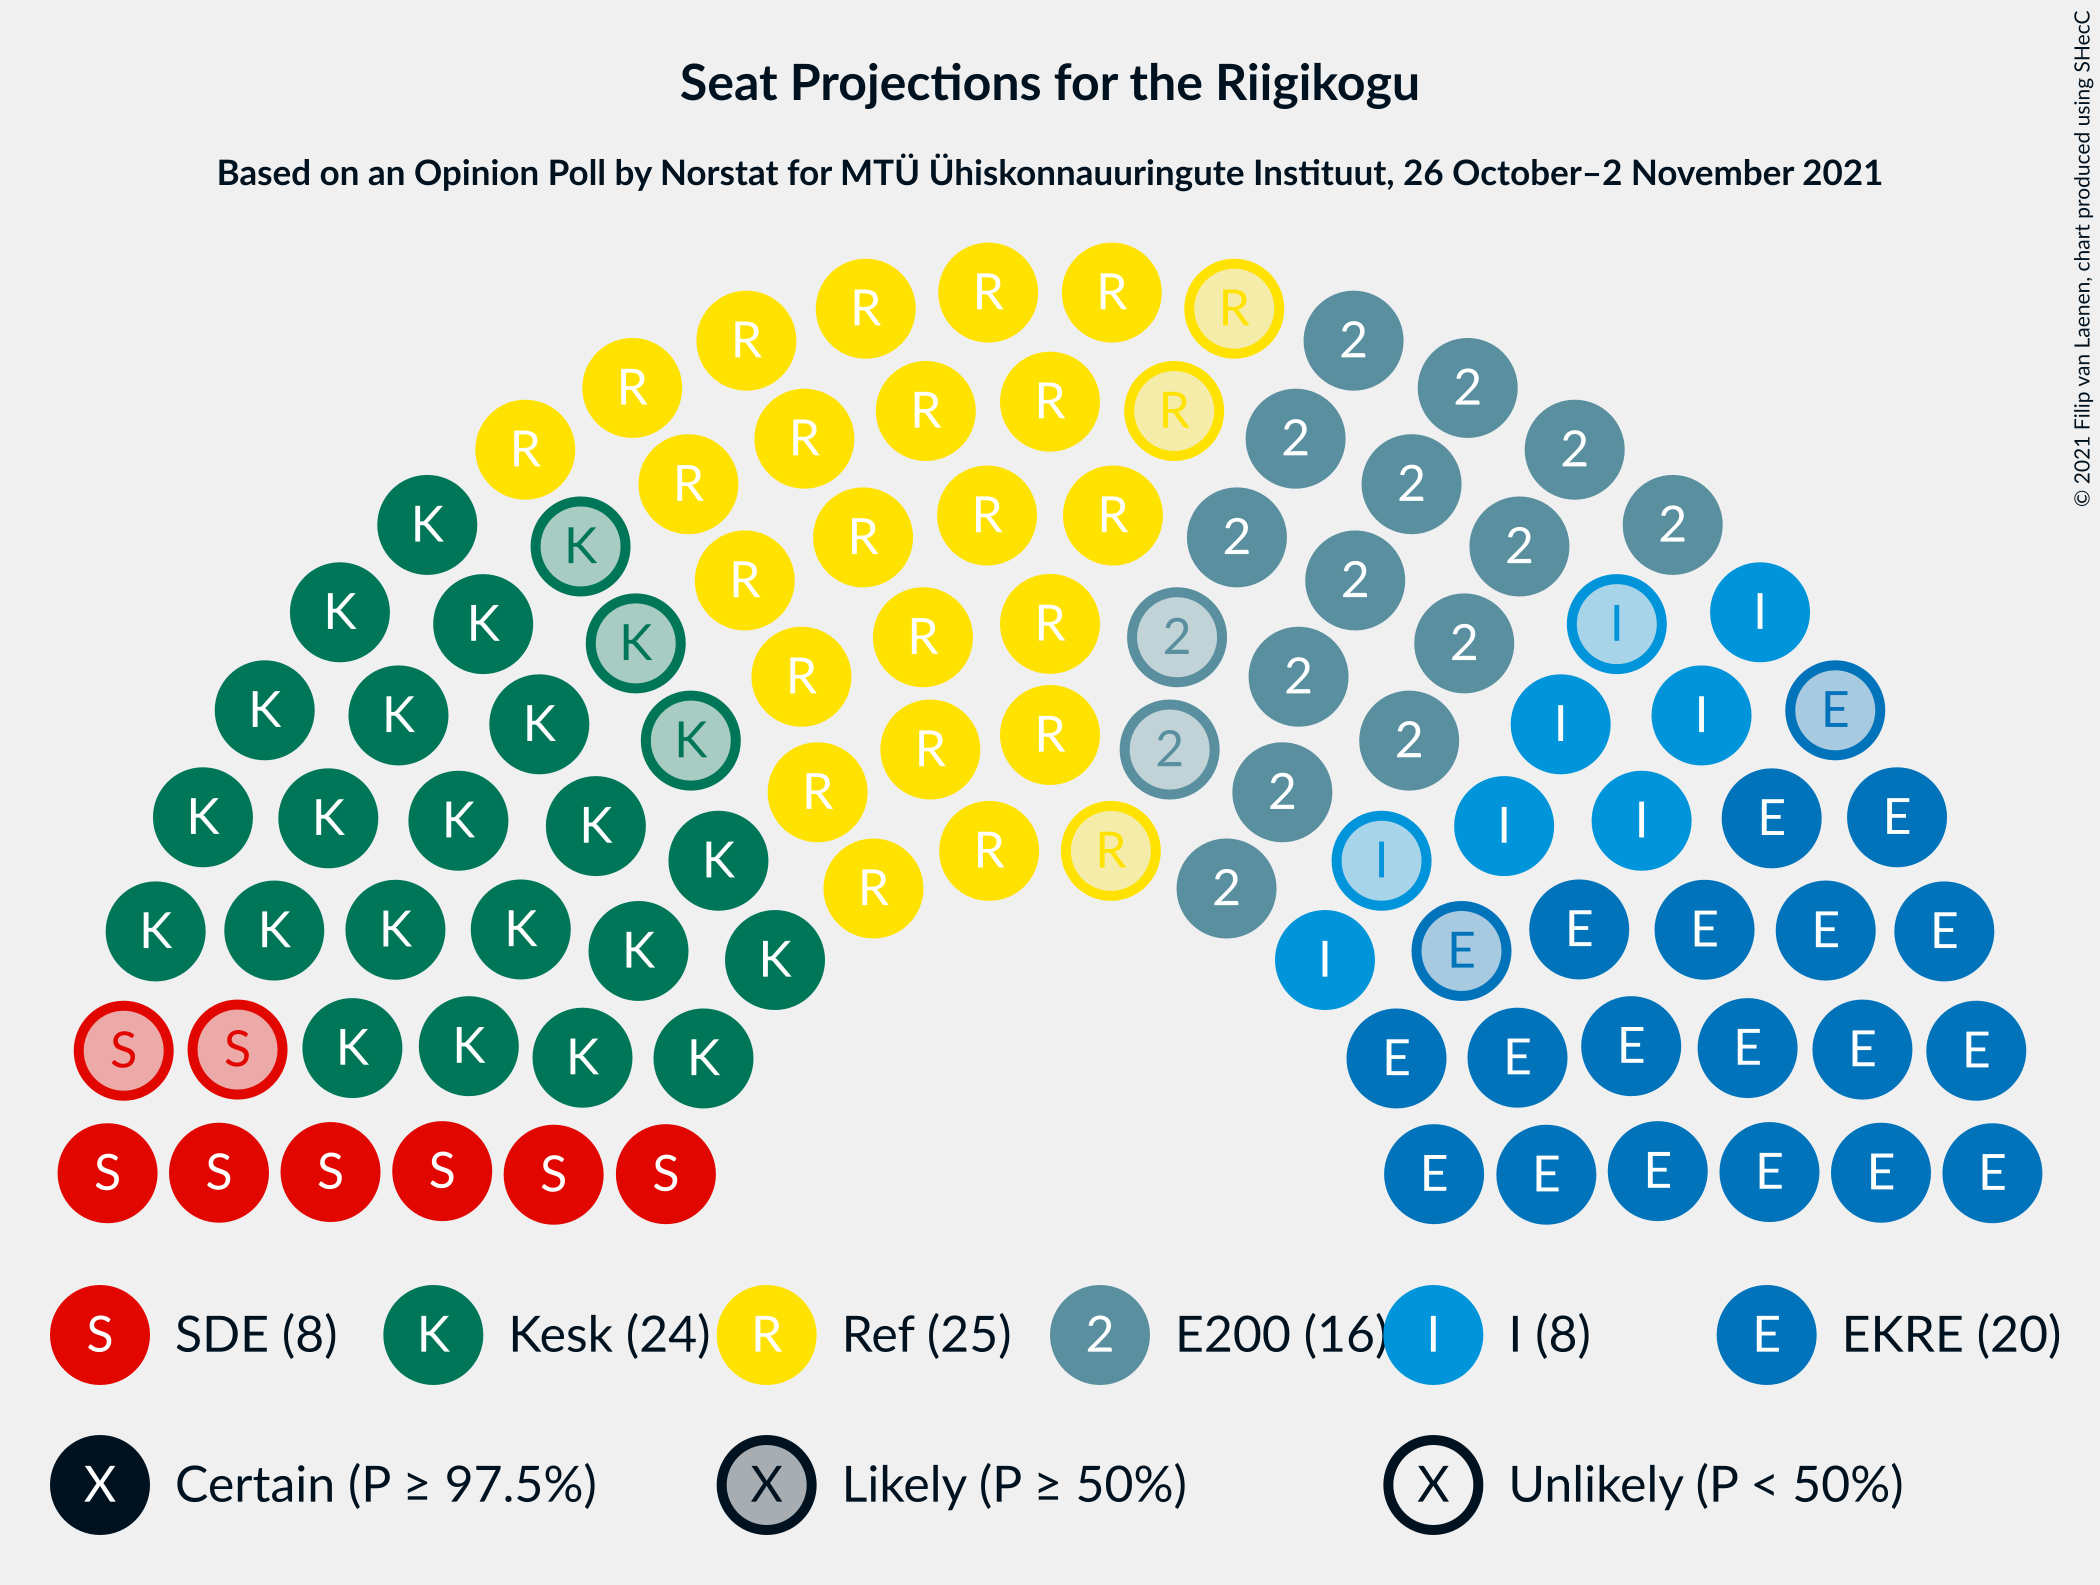 Seat Projections for the Riigikogu
Based on an Opinion Poll by Norstat for MTÜ Ühiskonnauuringute Instituut, 26 October–2 November 2021
© 2021 Filip van Laenen, chart produced using SHecC
R R R
R R 2
R R R 2
R R R 2
R R 2 2
R R 2
K R R R 2 2
K K R 2 2
K K R R 2 I I
K K R 2 I I
K K K R R 2 2 I E
K K K K R 2 I I E E
K R R I
K K K K K R 2 E E E E
K K I E
S S K K K K E E E E E E
S S S S S S E E E E E E
S SDE (8) K Kesk (24) R Ref (25) 2 E200 (16) I I (8) E EKRE (20)
X Certain (P ≥ 97.5%) X Likely (P ≥ 50%) X Unlikely (P < 50%)